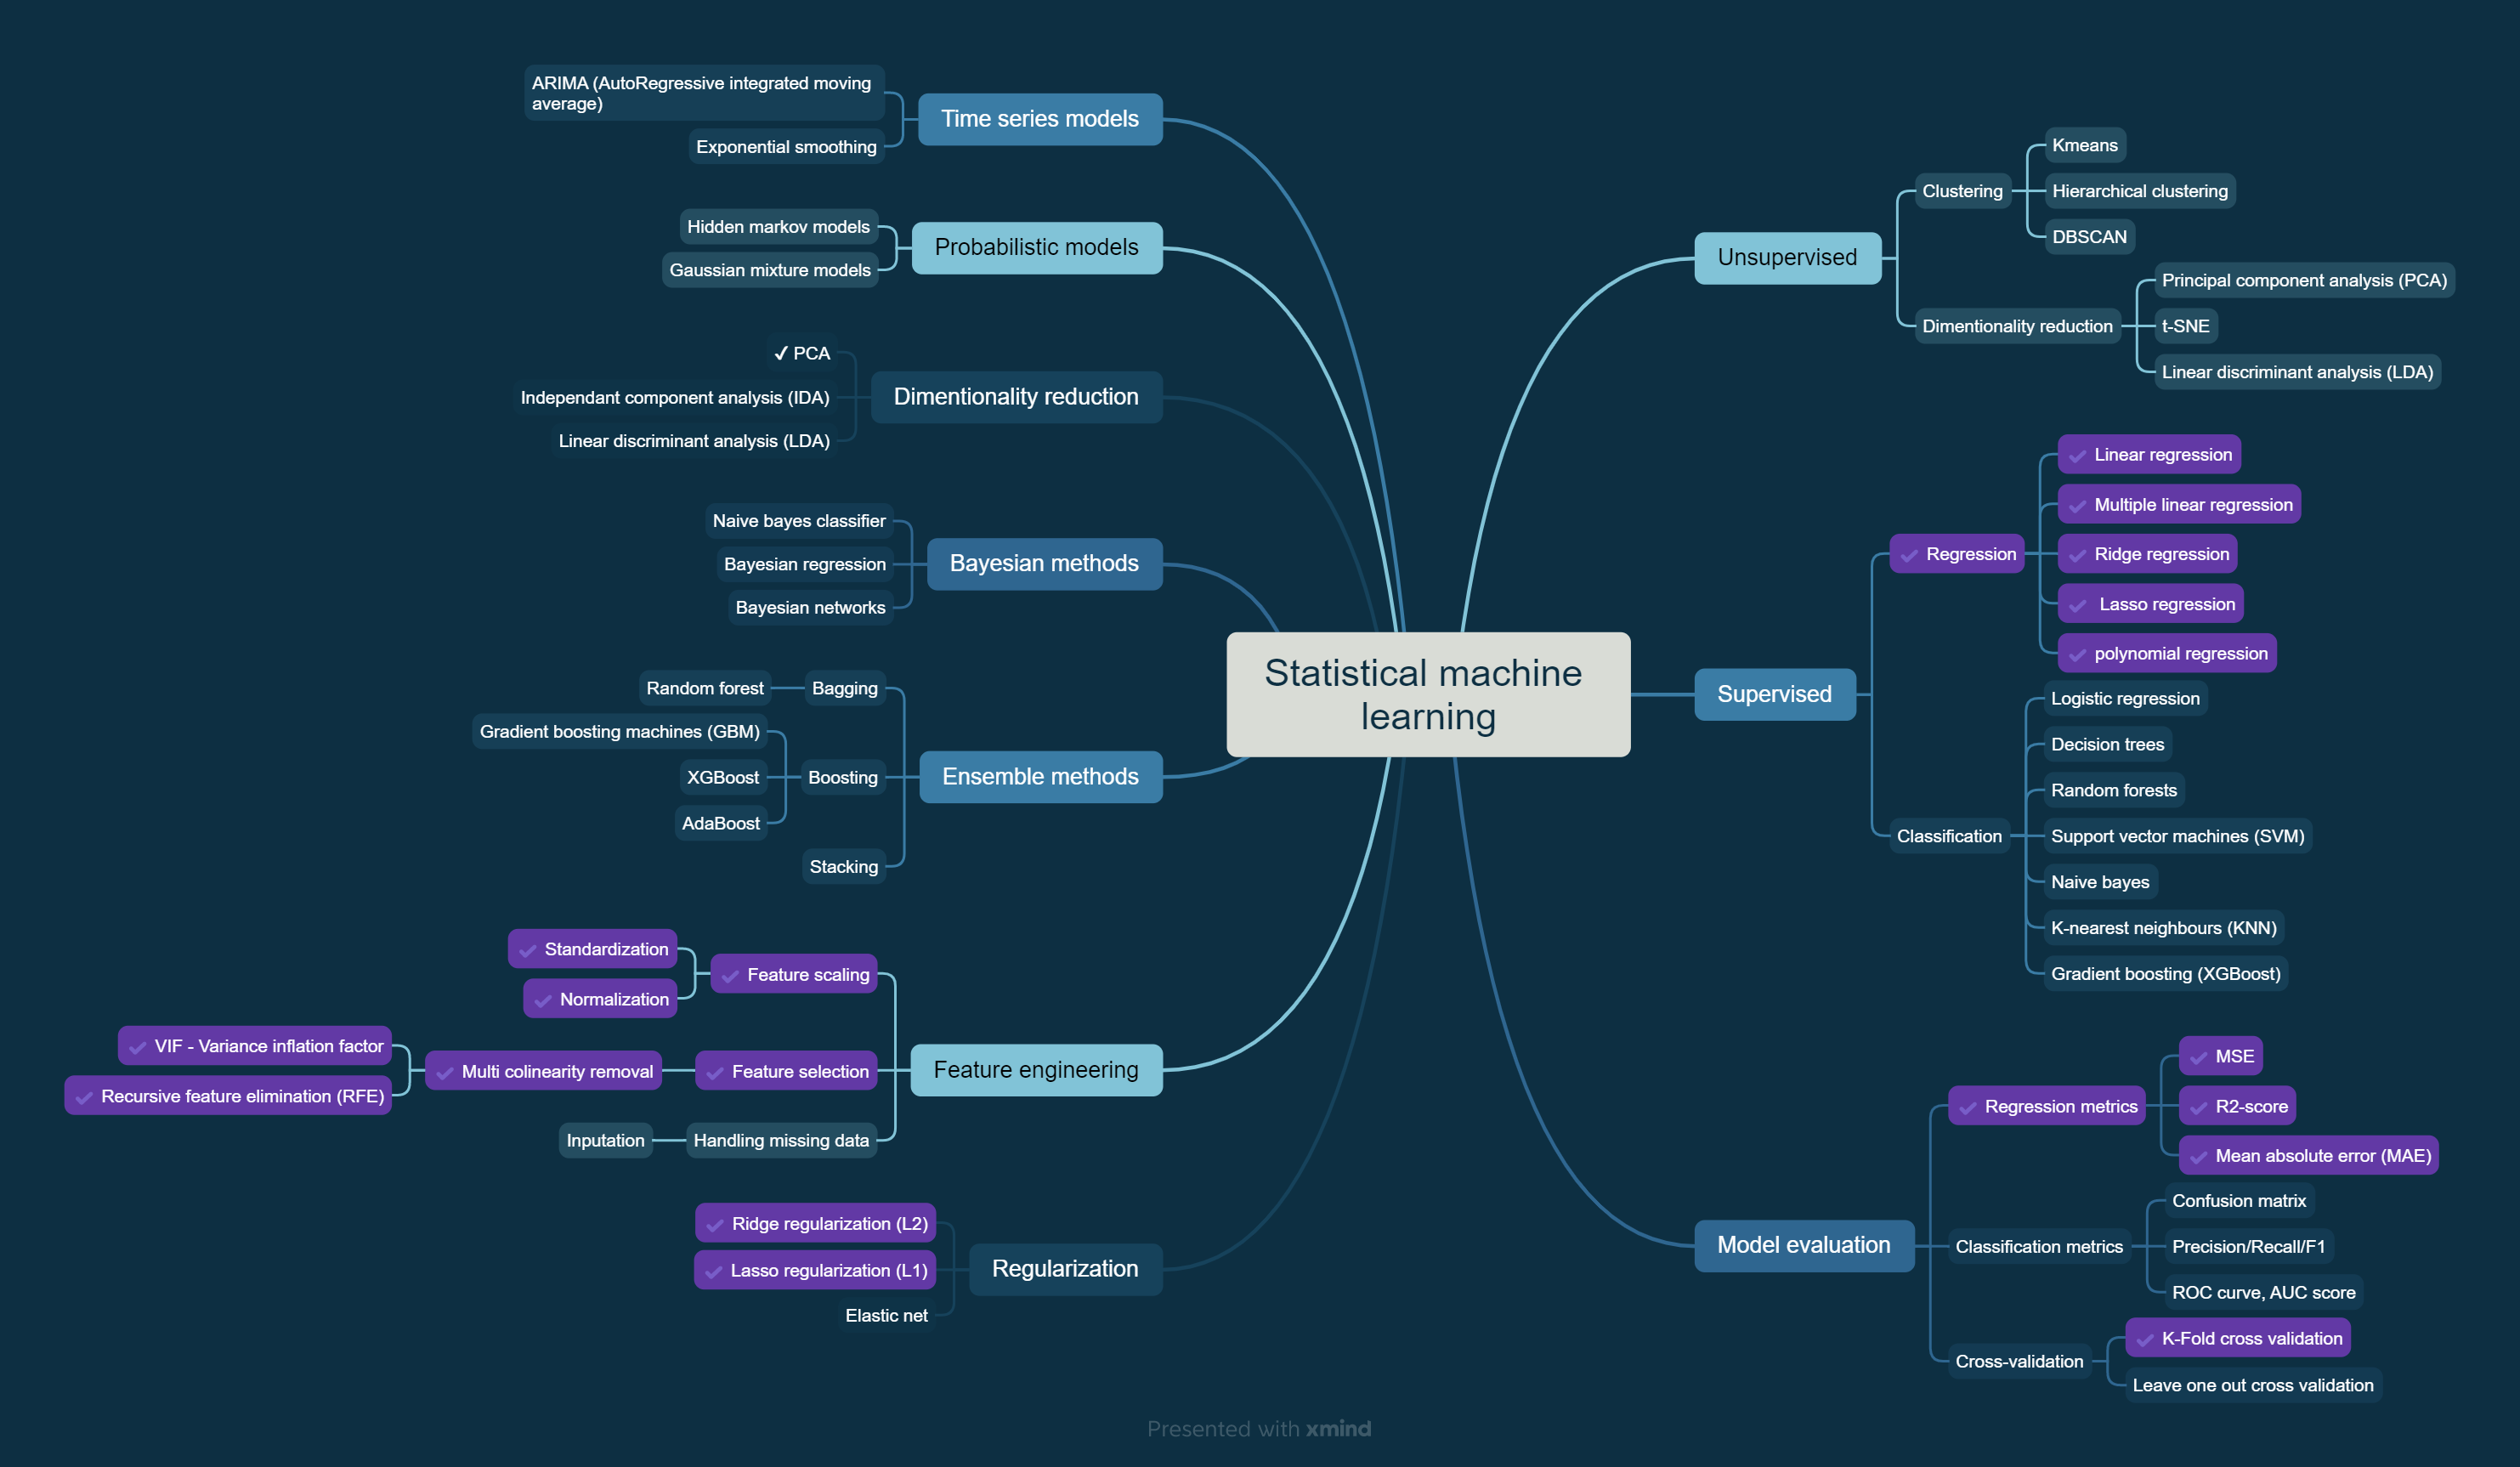 Statistical machine
learning
Time series models
ARIMA (AutoRegressive integrated moving
average)
Exponential smoothing
Probabilistic models
Hidden markov models
Gaussian mixture models
Dimentionality reduction
✓ PCA
Independant component analysis (IDA)
Linear discriminant analysis (LDA)
Bayesian methods
Naive bayes classifier
Bayesian regression
Bayesian networks
Ensemble methods
Bagging
Random forest
Boosting
Gradient boosting machines (GBM)
XGBoost
AdaBoost
Stacking
Feature engineering
Feature scaling
Standardization
Normalization
Feature selection
Multi colinearity removal
VIF - Variance inflation factor
Recursive feature elimination (RFE)
Handling missing data
Inputation
Regularization
Ridge regularization (L2)
Lasso regularization (L1)
Elastic net
Unsupervised
Clustering
Kmeans
Hierarchical clustering
DBSCAN
Dimentionality reduction
Principal component analysis (PCA)
t-SNE
Linear discriminant analysis (LDA)
Supervised
Regression
Linear regression
Multiple linear regression
Ridge regression
Lasso regression
polynomial regression
Classification
Logistic regression
Decision trees
Random forests
Support vector machines (SVM)
Naive bayes
K-nearest neighbours (KNN)
Gradient boosting (XGBoost)
Model evaluation
Regression metrics
MSE
R2-score
Mean absolute error (MAE)
Classification metrics
Confusion matrix
Precision/Recall/F1
ROC curve, AUC score
Cross-validation
K-Fold cross validation
Leave one out cross validation
Presented with xmind